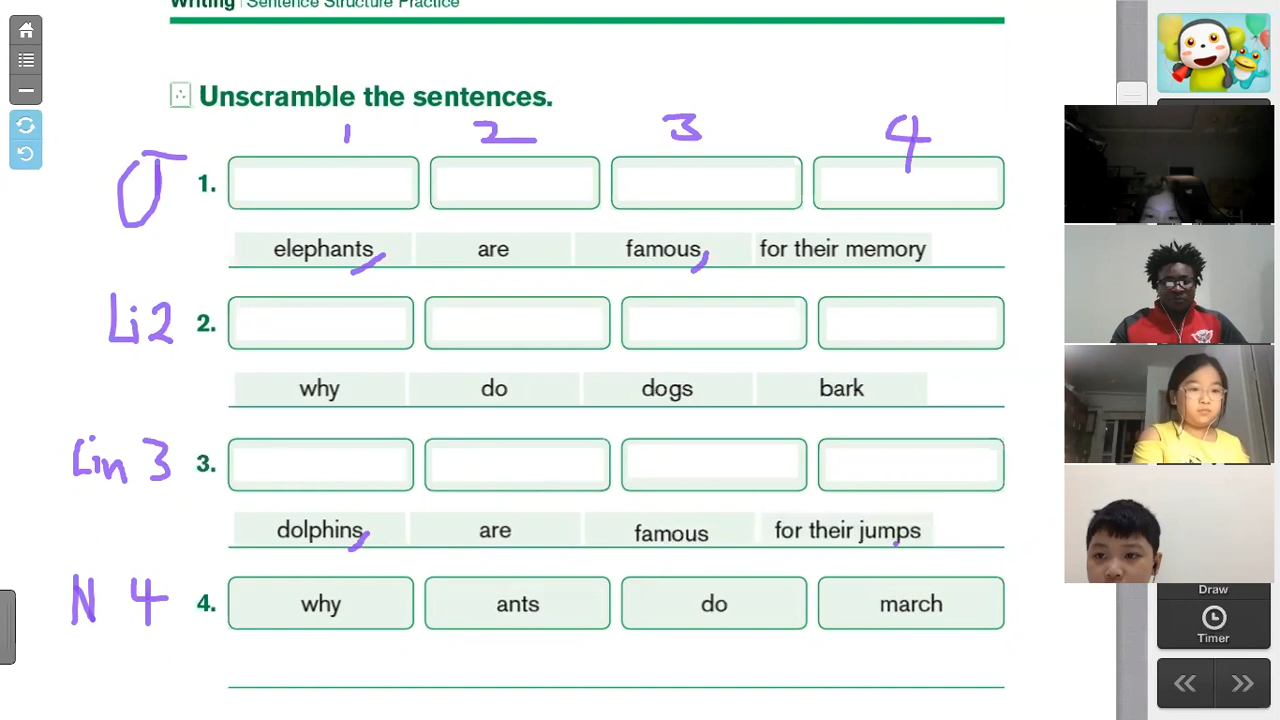 Writing | Sentence Structure Practice
Unscramble the sentences.
1 2 3 4
1.
elephants are famous, for their memory
Li2 2.
why do dogs bark
Lin 3 3.
dolphins, are famous for their jumps
N 4 4. why ants do march
Draw
Timer